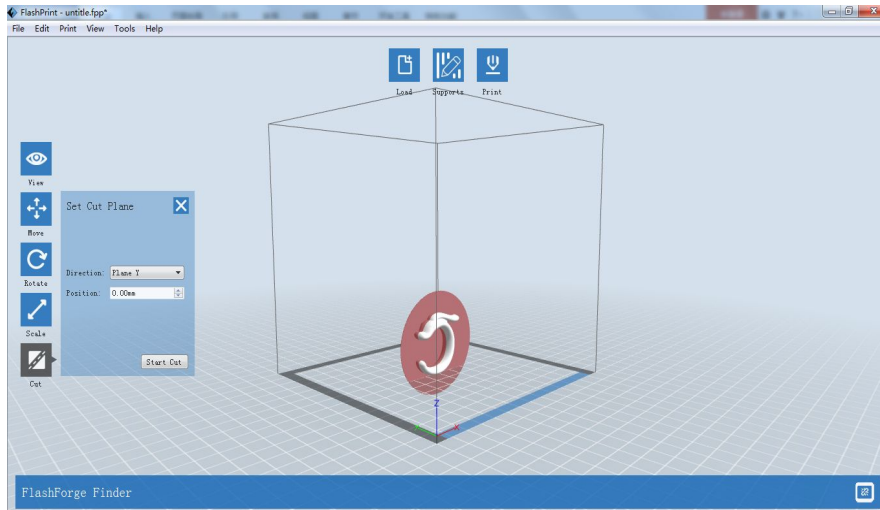 FlashPrint - untitle.fpp*
File Edit Print View Tools Help
Load Supports Print
View
Set Cut Plane
Move
Direction: Plane Y
Rotate
Position: 0.00mm
Scale
Start Cut
Cut
Z
X
FlashForge Finder